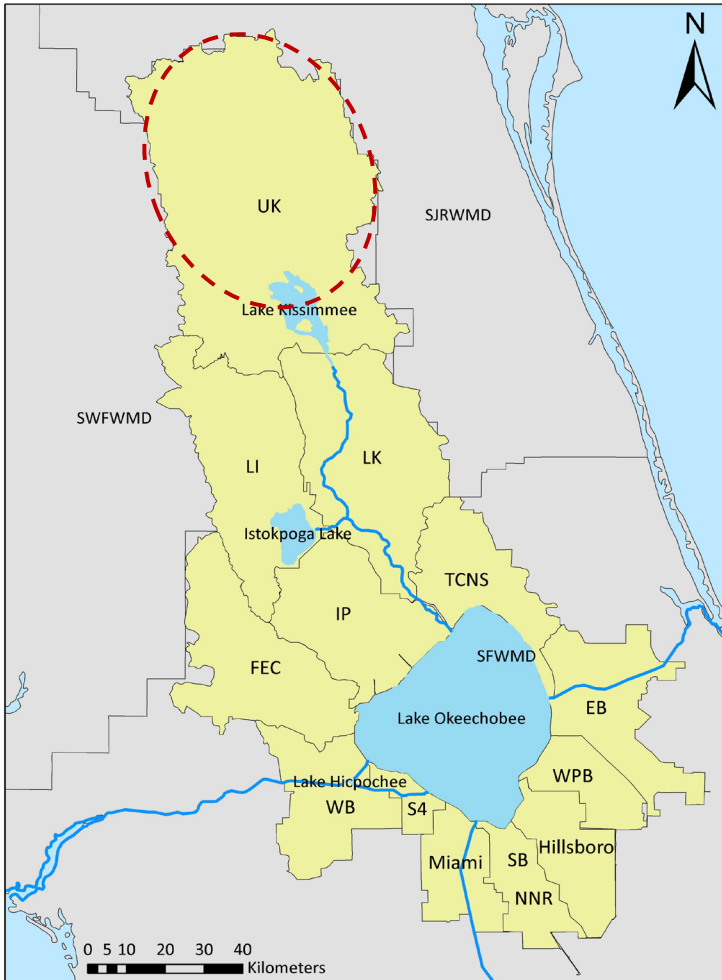 N
UK
SJRWMD
Lake Kissimmee
SWFWMD
LI
LK
Istokpoga Lake
TCNS
IP
FEC
SFWMD
EB
Lake Okeechobee
WPB
Lake Hicpochee
WB
S4
Miami
SB
Hillsboro
NNR
0 5 10 20 30 40
Kilometers